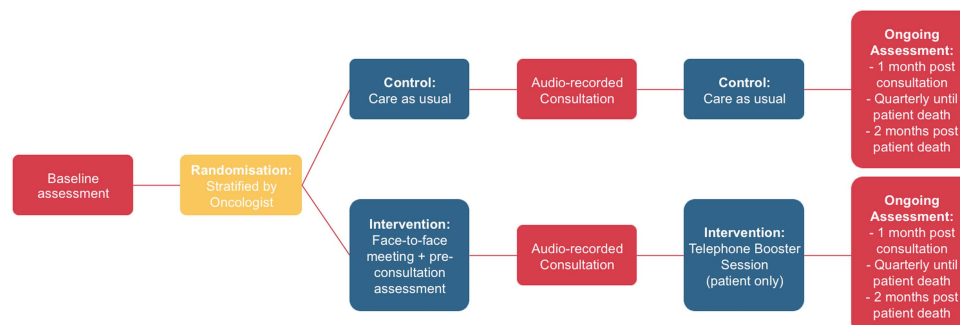 Baseline
assessment
Randomisation:
Stratified by
Oncologist
Control:
Care as usual
Audio-recorded
Consultation
Control:
Care as usual
Ongoing
Assessment:
- 1 month post
consultation
- Quarterly until
patient death
- 2 months post
patient death
Intervention:
Face-to-face
meeting + pre-
consultation
assessment
Audio-recorded
Consultation
Intervention:
Telephone Booster
Session
(patient only)
Ongoing
Assessment:
- 1 month post
consultation
- Quarterly until
patient death
- 2 months post
patient death